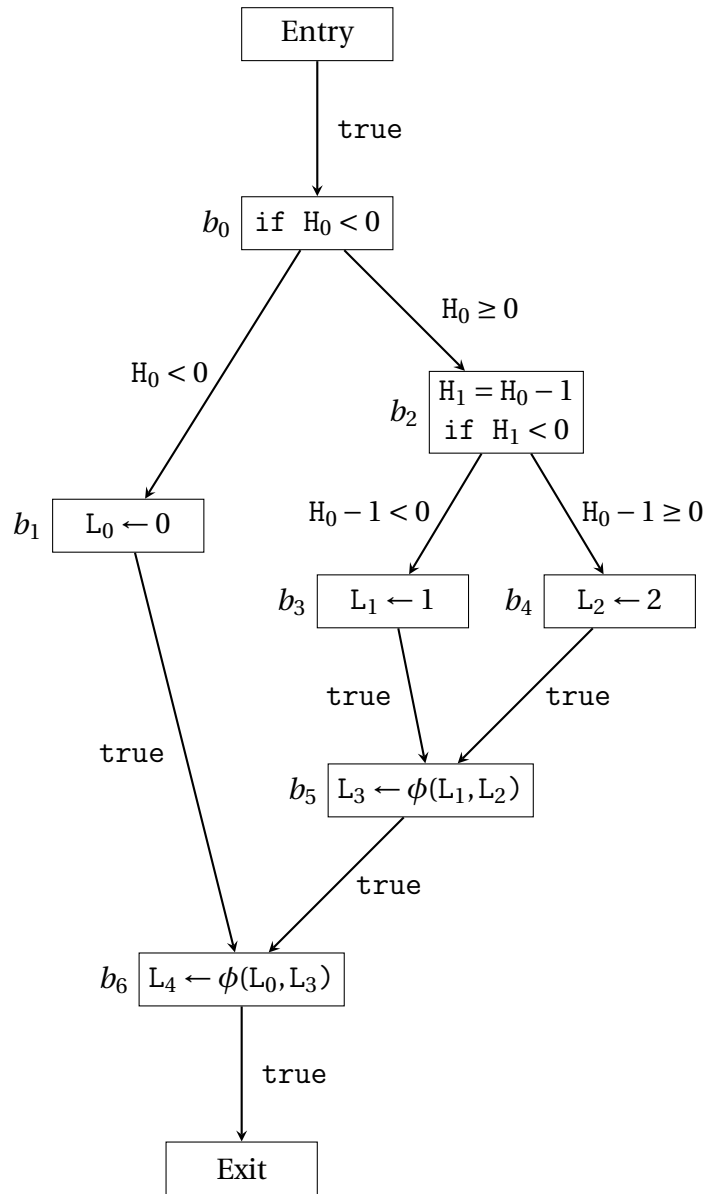 Entry
true
b₀
if H₀ < 0
H₀ ≥ 0
H₀ < 0
b₂
H₁ = H₀ − 1
if H₁ < 0
H₀ − 1 < 0
H₀ − 1 ≥ 0
b₁
L₀ ← 0
b₃
L₁ ← 1
b₄
L₂ ← 2
true
true
true
b₅
L₃ ← ϕ(L₁,L₂)
true
b₆
L₄ ← ϕ(L₀,L₃)
true
Exit